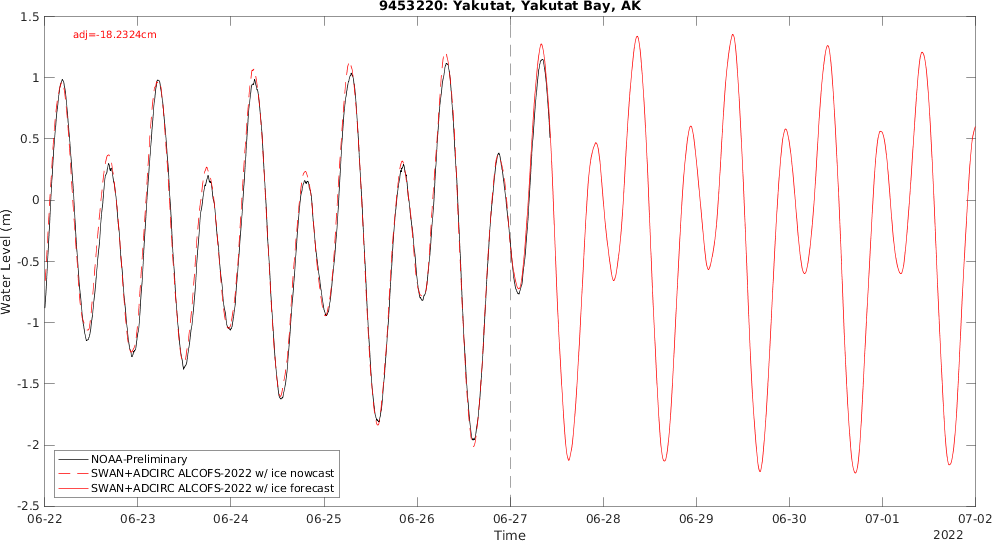 9453220: Yakutat, Yakutat Bay, AK
adj=-18.2324cm
1.5
1
0.5
0
-0.5
-1
-1.5
-2
-2.5
Water Level (m)
NOAA-Preliminary
SWAN+ADCIRC ALCOFS-2022 w/ ice nowcast
SWAN+ADCIRC ALCOFS-2022 w/ ice forecast
06-22 06-23 06-24 06-25 06-26 06-27 06-28 06-29 06-30 07-01 07-02
Time
2022